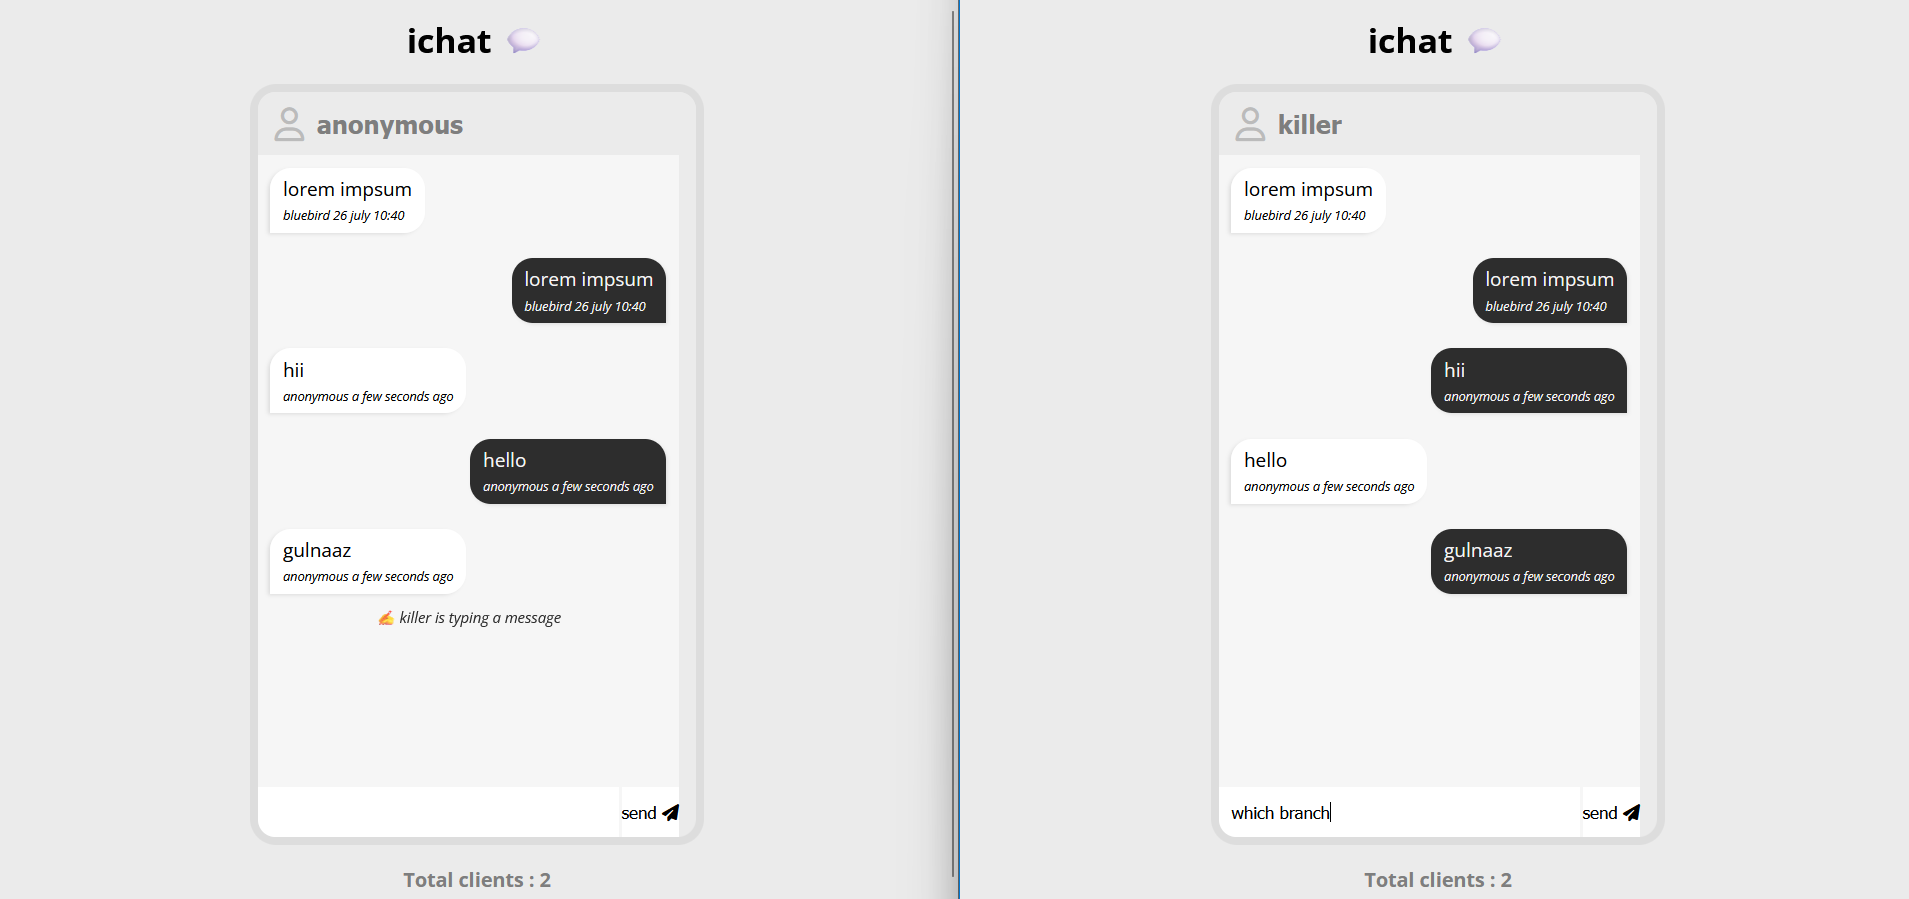 ichat 💬
anonymous
lorem impsum
bluebird 26 july 10:40
lorem impsum
bluebird 26 july 10:40
hii
anonymous a few seconds ago
hello
anonymous a few seconds ago
gulnaaz
anonymous a few seconds ago
✍ killer is typing a message
send
Total clients : 2
ichat 💬
killer
lorem impsum
bluebird 26 july 10:40
lorem impsum
bluebird 26 july 10:40
hii
anonymous a few seconds ago
hello
anonymous a few seconds ago
gulnaaz
anonymous a few seconds ago
which branch
send
Total clients : 2